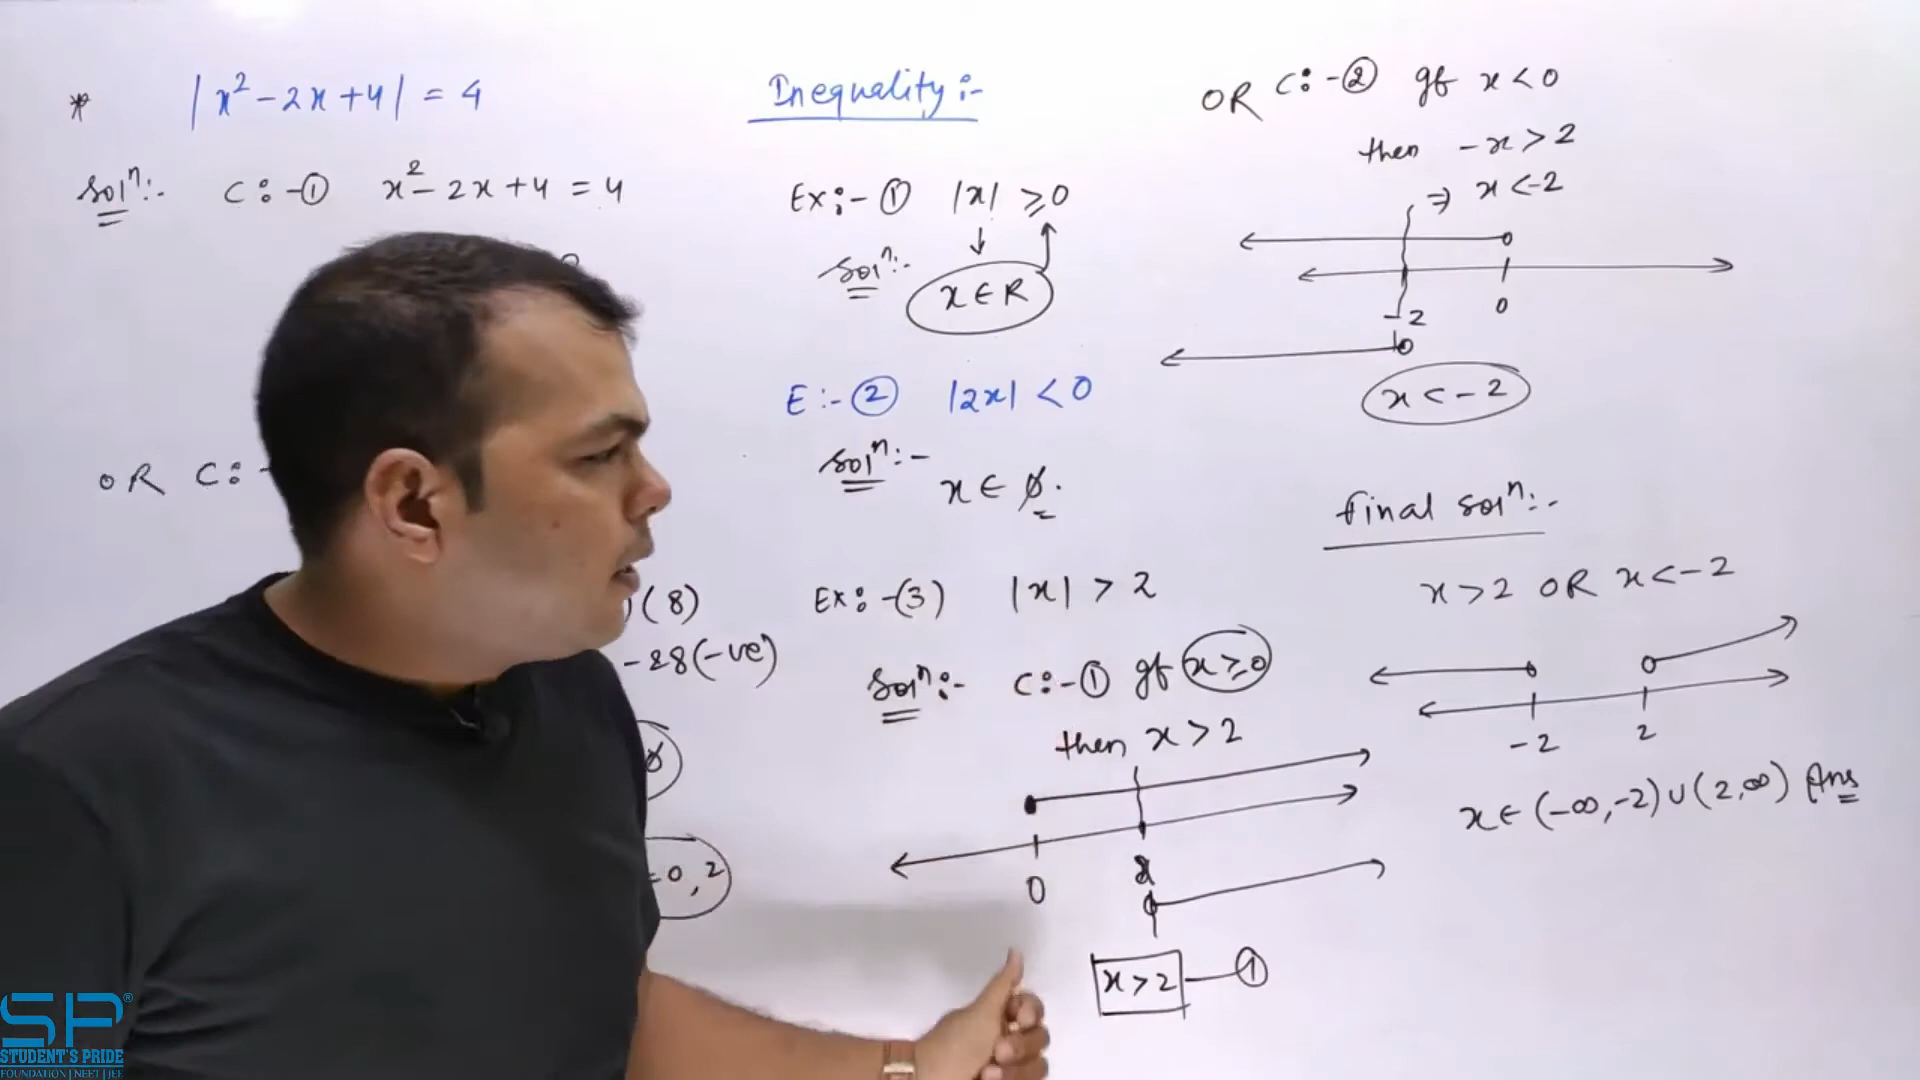 * |x² - 2x + 4| = 4
Solⁿ:- C:-① x² - 2x + 4 = 4
OR C:-
)(8)
-28(-ve)
ϕ
=0, 2
Inequality:-
Ex:-① |x| ≥ 0
Solⁿ:- x ∈ R
E:-② |2x| < 0
Solⁿ:- x ∈ ϕ.
Ex:-(3) |x| > 2
Solⁿ:- C:-① If x ≥ 0
then x > 2
0 2
x > 2 — ①
OR C:-② If x < 0
then -x > 2
⇒ x < -2
-2 0
x < -2
final solⁿ:-
x > 2 OR x < -2
-2 2
x ∈ (-∞, -2) ∪ (2, ∞) Ans
SP®
STUDENT'S PRIDE
FOUNDATION | NEET | JEE